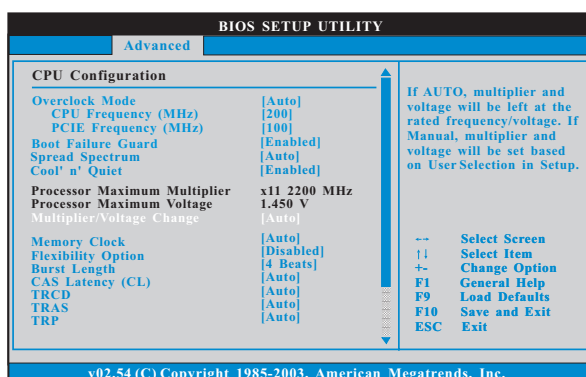 BIOS SETUP UTILITY
Advanced
CPU Configuration
Overclock Mode [Auto]
CPU Frequency (MHz) [200]
PCIE Frequency (MHz) [100]
Boot Failure Guard [Enabled]
Spread Spectrum [Auto]
Cool' n' Quiet [Enabled]
Processor Maximum Multiplier x11 2200 MHz
Processor Maximum Voltage 1.450 V
Multiplier/Voltage Change [Auto]
Memory Clock [Auto]
Flexibility Option [Disabled]
Burst Length [4 Beats]
CAS Latency (CL) [Auto]
TRCD [Auto]
TRAS [Auto]
TRP [Auto]
If AUTO, multiplier and
voltage will be left at the
rated frequency/voltage. If
Manual, multiplier and
voltage will be set based
on User Selection in Setup.
←→ Select Screen
↑↓ Select Item
+- Change Option
F1 General Help
F9 Load Defaults
F10 Save and Exit
ESC Exit
v02.54 (C) Copyright 1985-2003, American Megatrends, Inc.